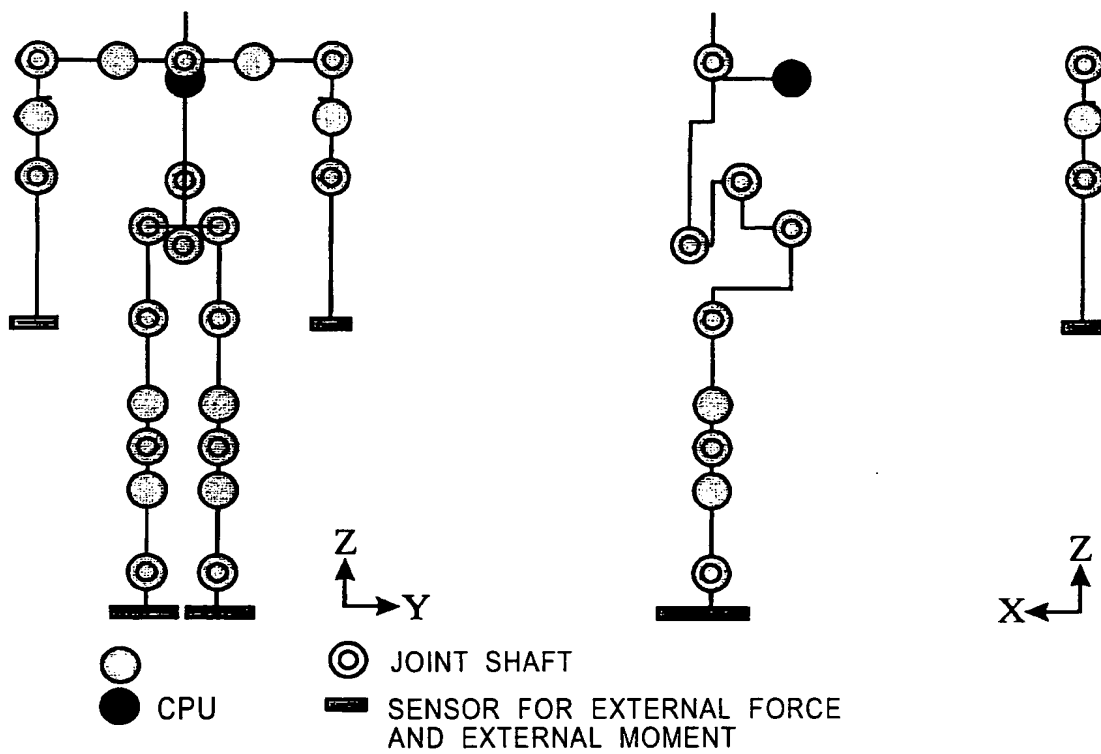 Z
Y
Z
X
JOINT SHAFT
CPU
SENSOR FOR EXTERNAL FORCE
AND EXTERNAL MOMENT